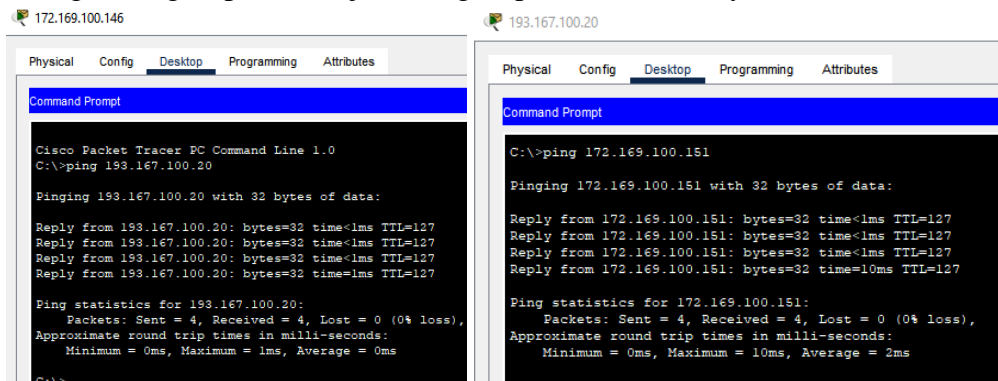 172.169.100.146
Physical Config Desktop Programming Attributes
Command Prompt
Cisco Packet Tracer PC Command Line 1.0
C:\>ping 193.167.100.20
Pinging 193.167.100.20 with 32 bytes of data:
Reply from 193.167.100.20: bytes=32 time<1ms TTL=127
Reply from 193.167.100.20: bytes=32 time<1ms TTL=127
Reply from 193.167.100.20: bytes=32 time<1ms TTL=127
Reply from 193.167.100.20: bytes=32 time=1ms TTL=127
Ping statistics for 193.167.100.20:
Packets: Sent = 4, Received = 4, Lost = 0 (0% loss),
Approximate round trip times in milli-seconds:
Minimum = 0ms, Maximum = 1ms, Average = 0ms
193.167.100.20
Physical Config Desktop Programming Attributes
Command Prompt
C:\>ping 172.169.100.151
Pinging 172.169.100.151 with 32 bytes of data:
Reply from 172.169.100.151: bytes=32 time<1ms TTL=127
Reply from 172.169.100.151: bytes=32 time<1ms TTL=127
Reply from 172.169.100.151: bytes=32 time<1ms TTL=127
Reply from 172.169.100.151: bytes=32 time=10ms TTL=127
Ping statistics for 172.169.100.151:
Packets: Sent = 4, Received = 4, Lost = 0 (0% loss),
Approximate round trip times in milli-seconds:
Minimum = 0ms, Maximum = 10ms, Average = 2ms